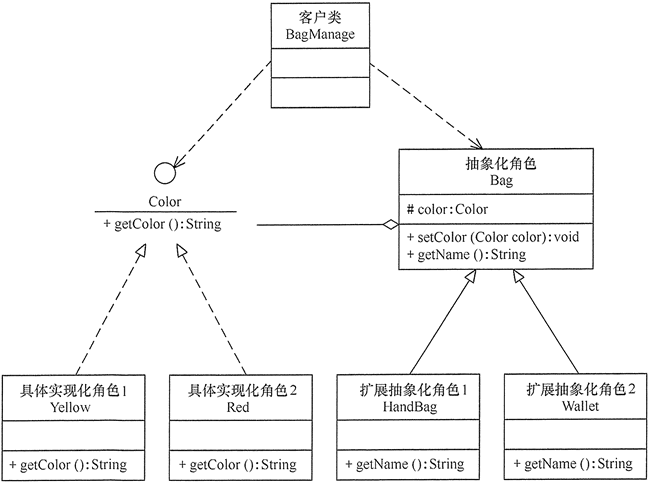 客户类
BagManage
抽象化角色
Bag
# color:Color
+ setColor (Color color):void
+ getName ():String
Color
+ getColor ():String
具体实现化角色1
Yellow
+ getColor ():String
具体实现化角色2
Red
+ getColor ():String
扩展抽象化角色1
HandBag
+ getName ():String
扩展抽象化角色2
Wallet
+ getName ():String